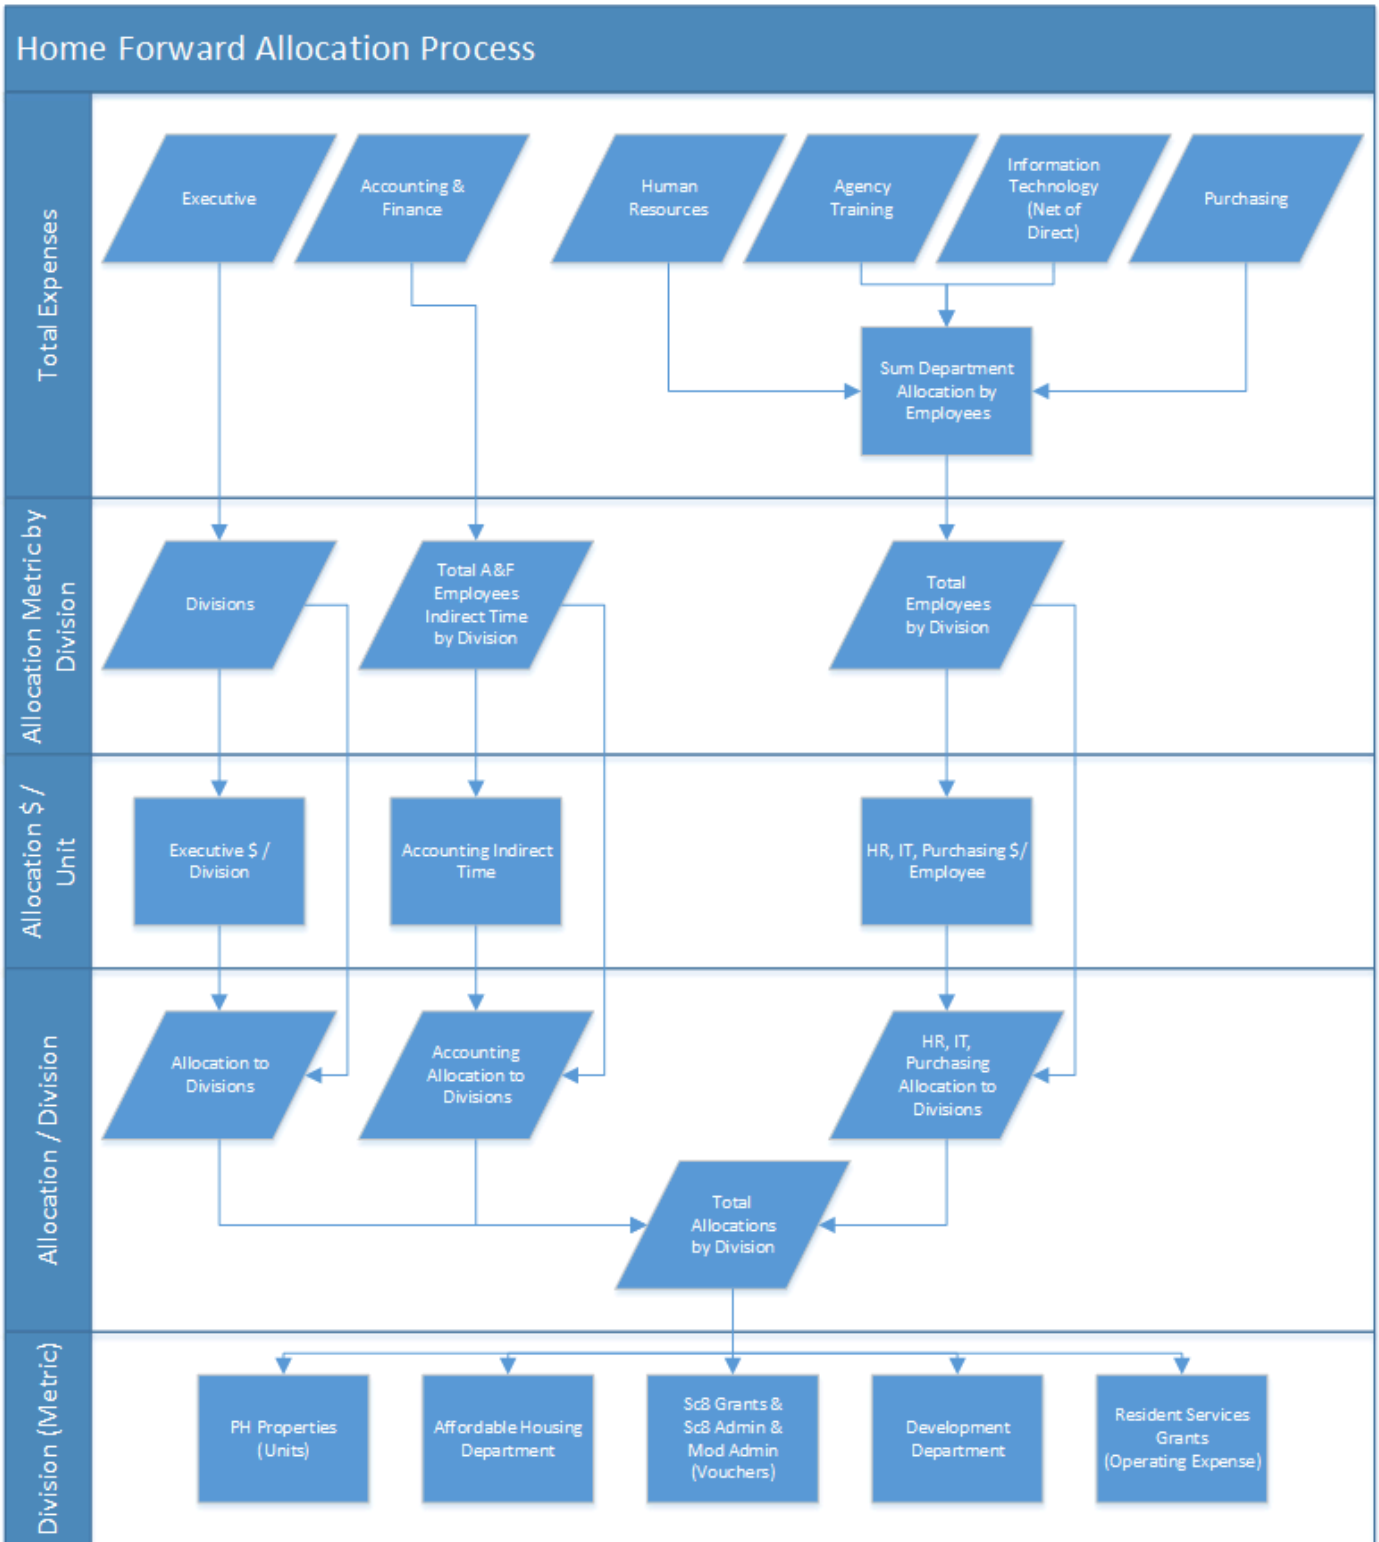 Home Forward Allocation Process
Total Expenses
Executive
Accounting &
Finance
Human
Resources
Agency
Training
Information
Technology
(Net of
Direct)
Purchasing
Sum Department
Allocation by
Employees
Allocation Metric by
Division
Divisions
Total A&F
Employees
Indirect Time
by Division
Total
Employees
by Division
Allocation $ /
Unit
Executive $ /
Division
Accounting Indirect
Time
HR, IT, Purchasing $/
Employee
Allocation / Division
Allocation to
Divisions
Accounting
Allocation to
Divisions
HR, IT,
Purchasing
Allocation to
Divisions
Total
Allocations
by Division
Division (Metric)
PH Properties
(Units)
Affordable Housing
Department
Sc8 Grants &
Sc8 Admin &
Mod Admin
(Vouchers)
Development
Department
Resident Services
Grants
(Operating Expense)